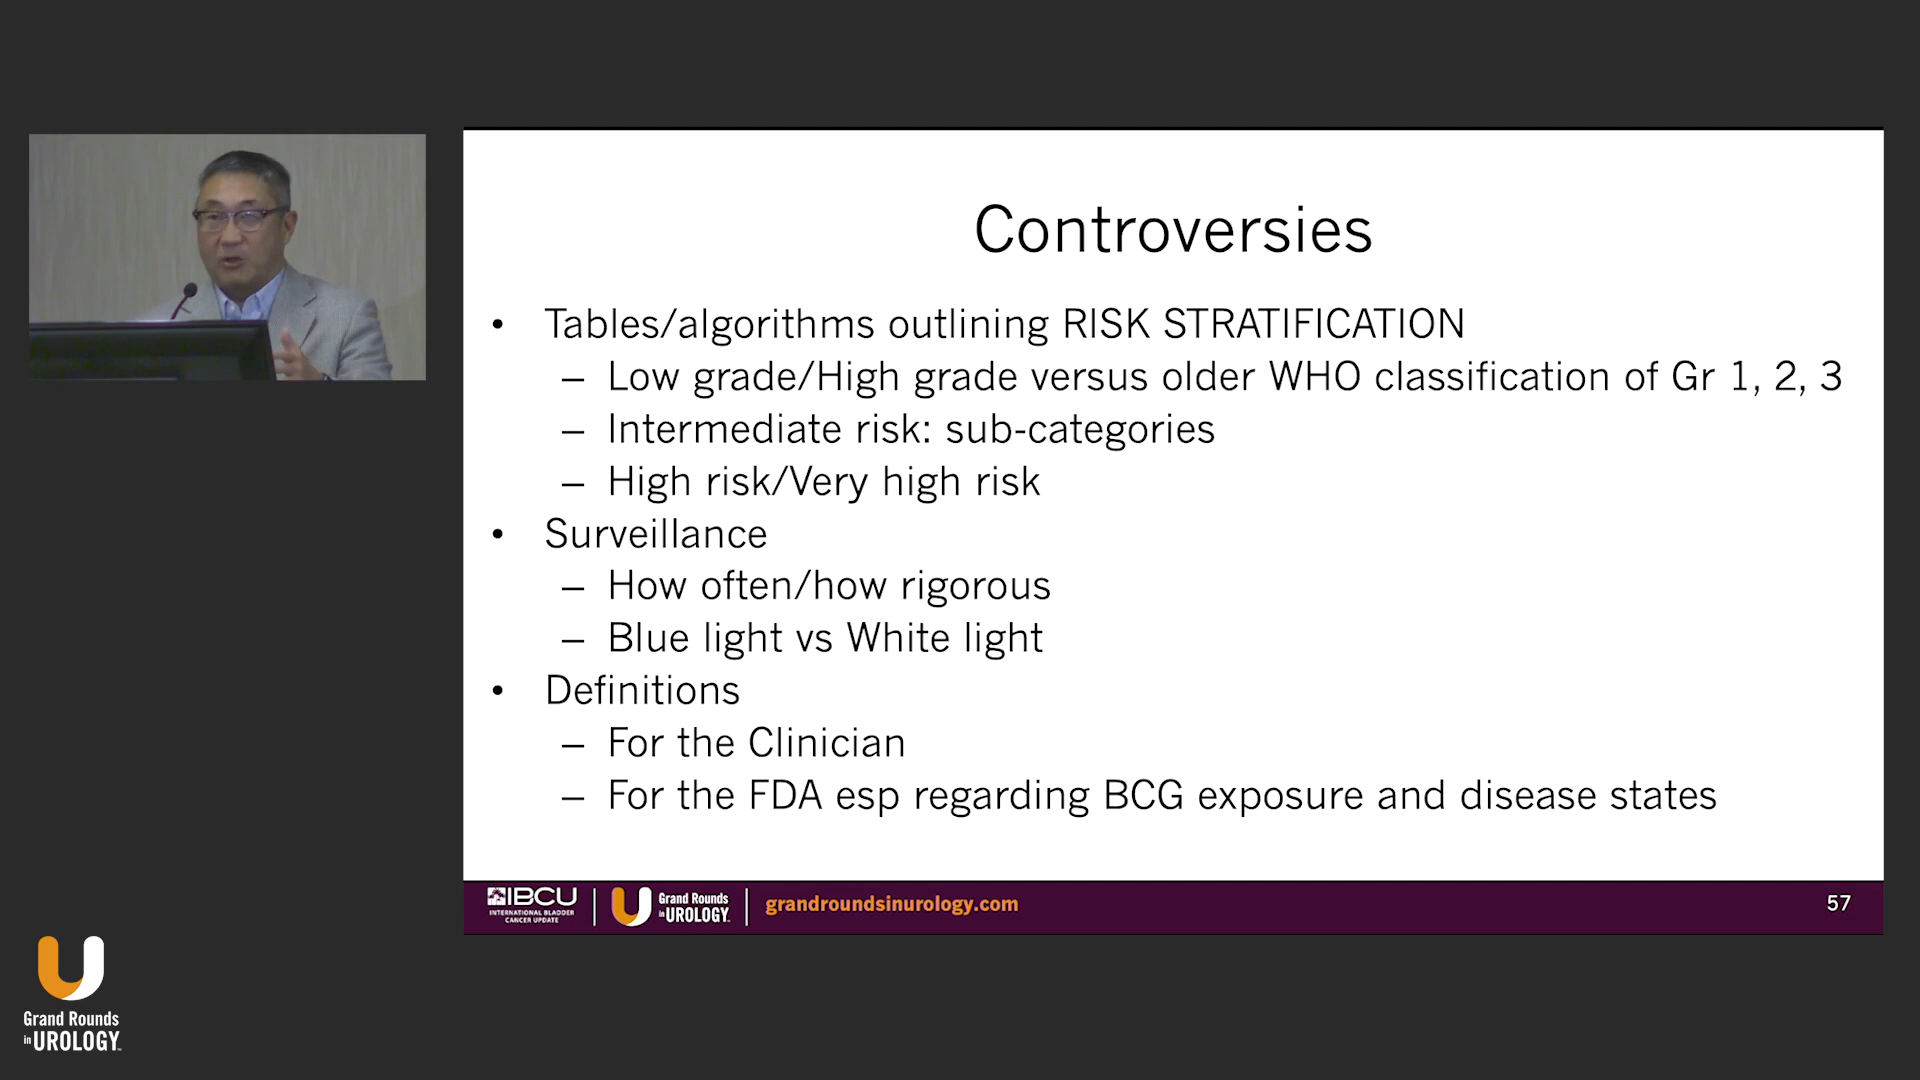 Controversies
• Tables/algorithms outlining RISK STRATIFICATION
– Low grade/High grade versus older WHO classification of Gr 1, 2, 3
– Intermediate risk: sub-categories
– High risk/Very high risk
• Surveillance
– How often/how rigorous
– Blue light vs White light
• Definitions
– For the Clinician
– For the FDA esp regarding BCG exposure and disease states
IBCU
INTERNATIONAL BLADDER
CANCER UPDATE
Grand Rounds
in UROLOGY™
grandroundsinurology.com
57
Grand Rounds
in UROLOGY™